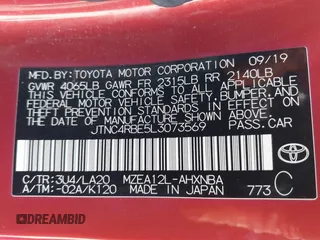 MFD.BY:TOYOTA MOTOR CORPORATION 09/19
GVWR 4065LB GAWR FR 2315LB RR 2140LB
THIS VEHICLE CONFORMS TO ALL APPLICABLE
FEDERAL MOTOR VEHICLE SAFETY, BUMPER, AND
THEFT PREVENTION STANDARDS IN EFFECT ON
THE DATE OF MANUFACTURE SHOWN ABOVE.
JTNC4RBE5L3073569 PASS.CAR
C/TR: 3U4/LA20 MZEA12L-AHXNBA
A/TM: -02A/K120 MADE IN JAPAN 773 C
TOYOTA
DREAMBID